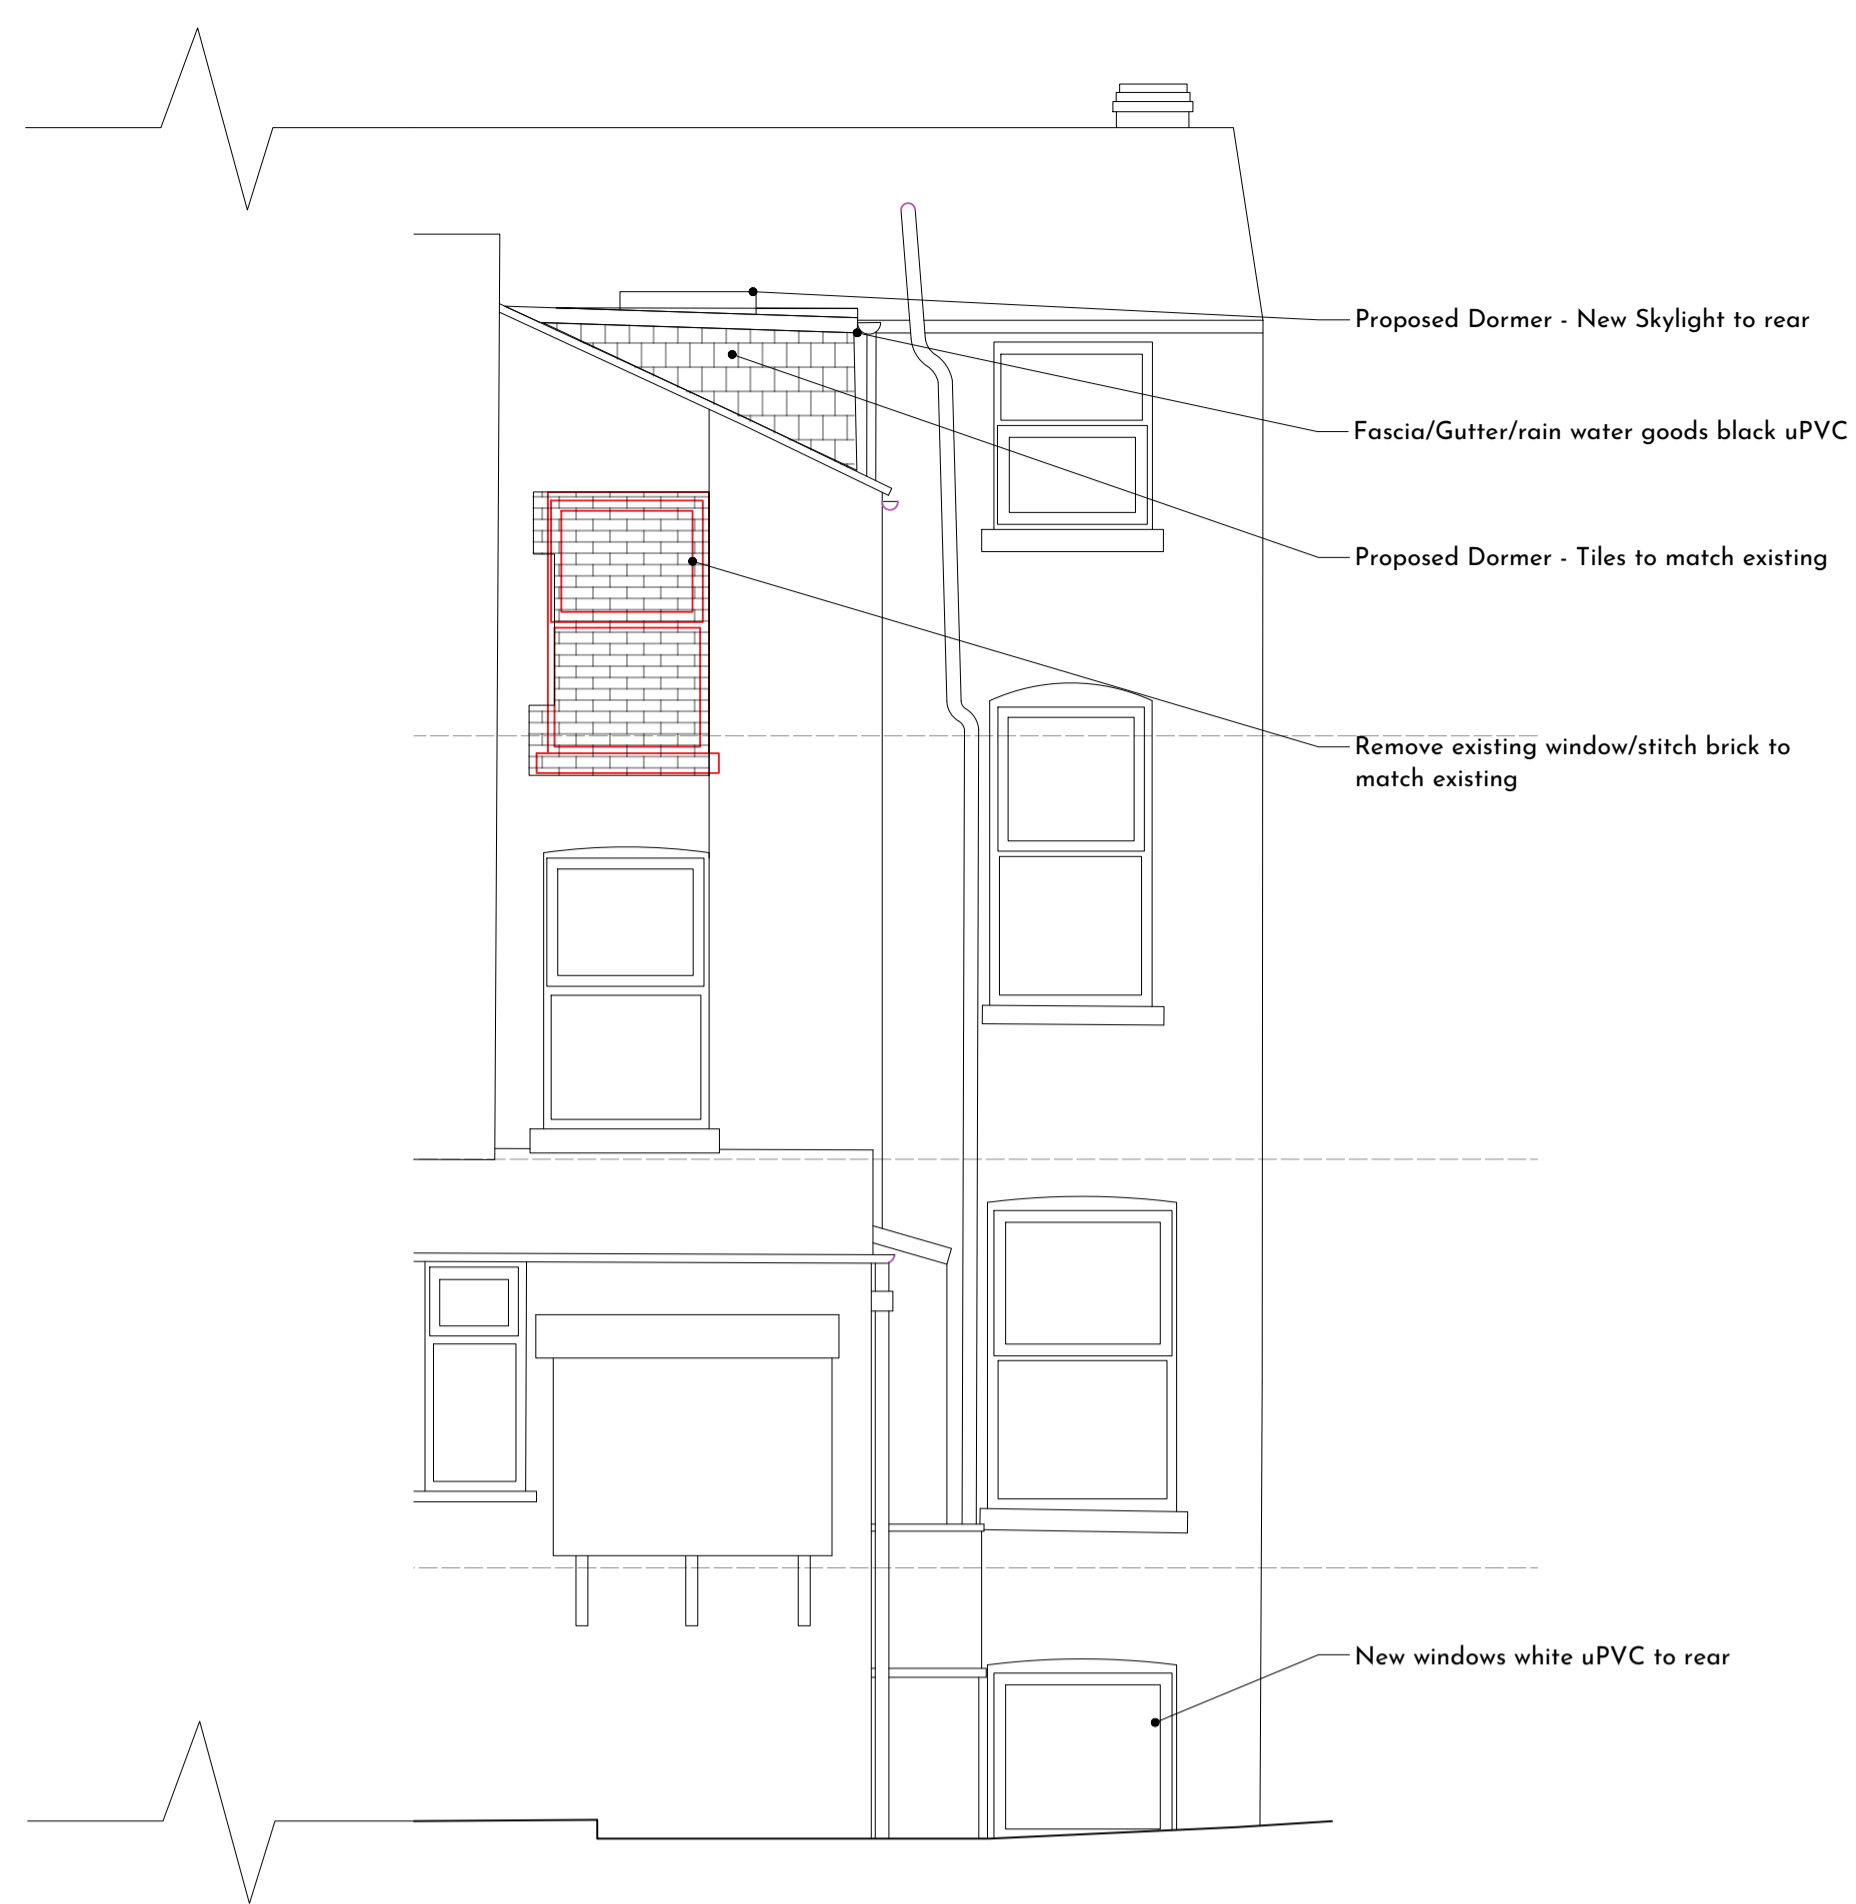 Proposed Dormer - New Skylight to rear
Fascia/Gutter/rain water goods black uPVC
Proposed Dormer - Tiles to match existing
Remove existing window/stitch brick to
match existing
New windows white uPVC to rear